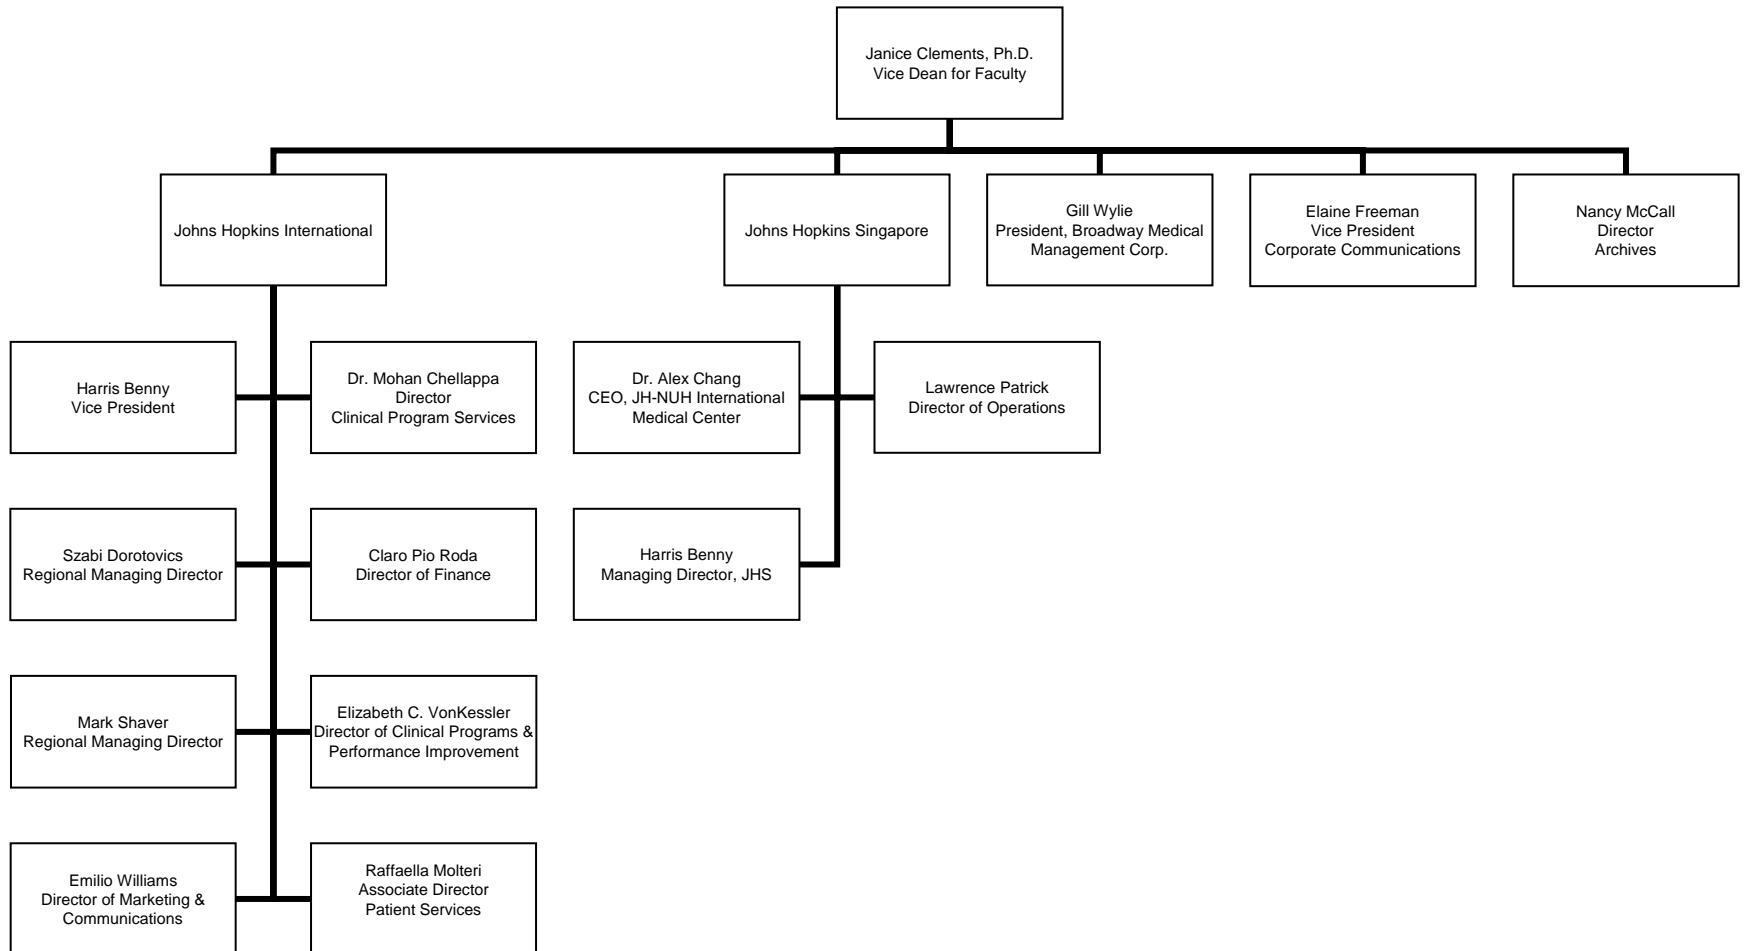 Janice Clements, Ph.D.
Vice Dean for Faculty
Johns Hopkins International
Johns Hopkins Singapore
Gill Wylie
President, Broadway Medical
Management Corp.
Elaine Freeman
Vice President
Corporate Communications
Nancy McCall
Director
Archives
Harris Benny
Vice President
Dr. Mohan Chellappa
Director
Clinical Program Services
Dr. Alex Chang
CEO, JH-NUH International
Medical Center
Lawrence Patrick
Director of Operations
Szabi Dorotovics
Regional Managing Director
Claro Pio Roda
Director of Finance
Harris Benny
Managing Director, JHS
Mark Shaver
Regional Managing Director
Elizabeth C. VonKessler
Director of Clinical Programs &
Performance Improvement
Emilio Williams
Director of Marketing &
Communications
Raffaella Molteri
Associate Director
Patient Services